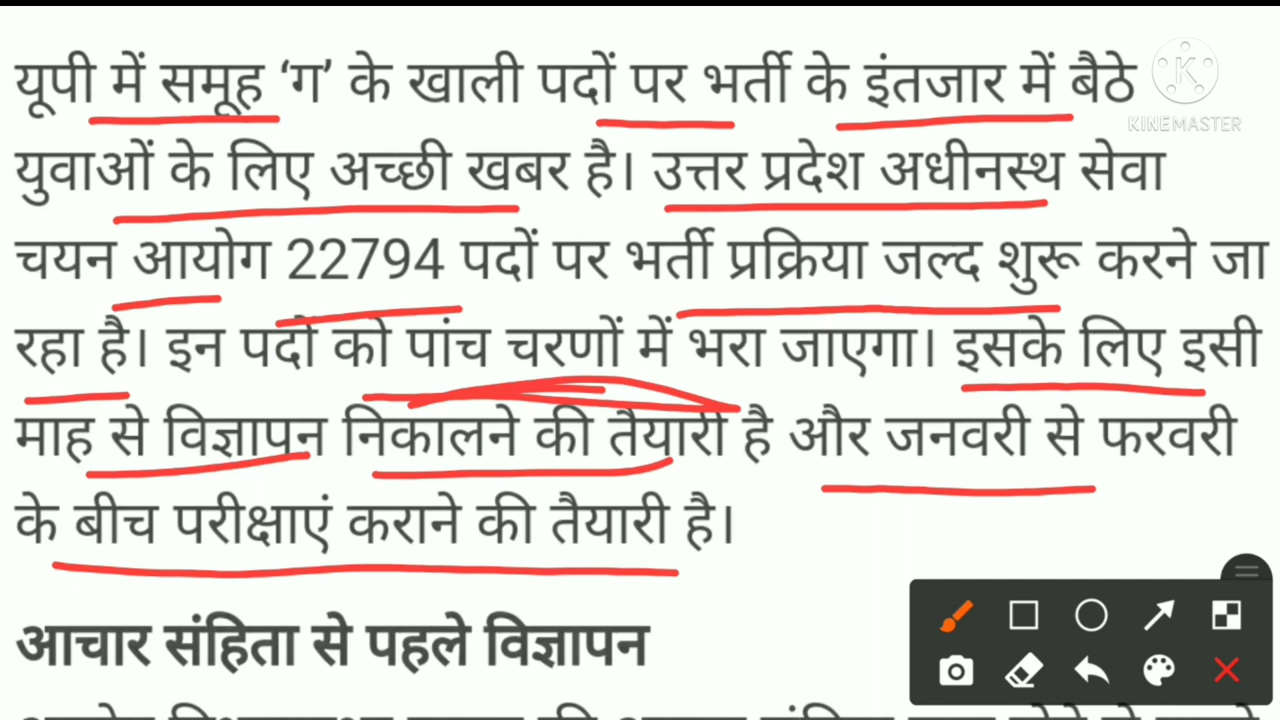 यूपी में समूह ‘ग’ के खाली पदों पर भर्ती के इंतजार में बैठे
K
KINEMASTER
युवाओं के लिए अच्छी खबर है। उत्तर प्रदेश अधीनस्थ सेवा
चयन आयोग 22794 पदों पर भर्ती प्रक्रिया जल्द शुरू करने जा
रहा है। इन पदों को पांच चरणों में भरा जाएगा। इसके लिए इसी
माह से विज्ञापन निकालने की तैयारी है और जनवरी से फरवरी
के बीच परीक्षाएं कराने की तैयारी है।
आचार संहिता से पहले विज्ञापन